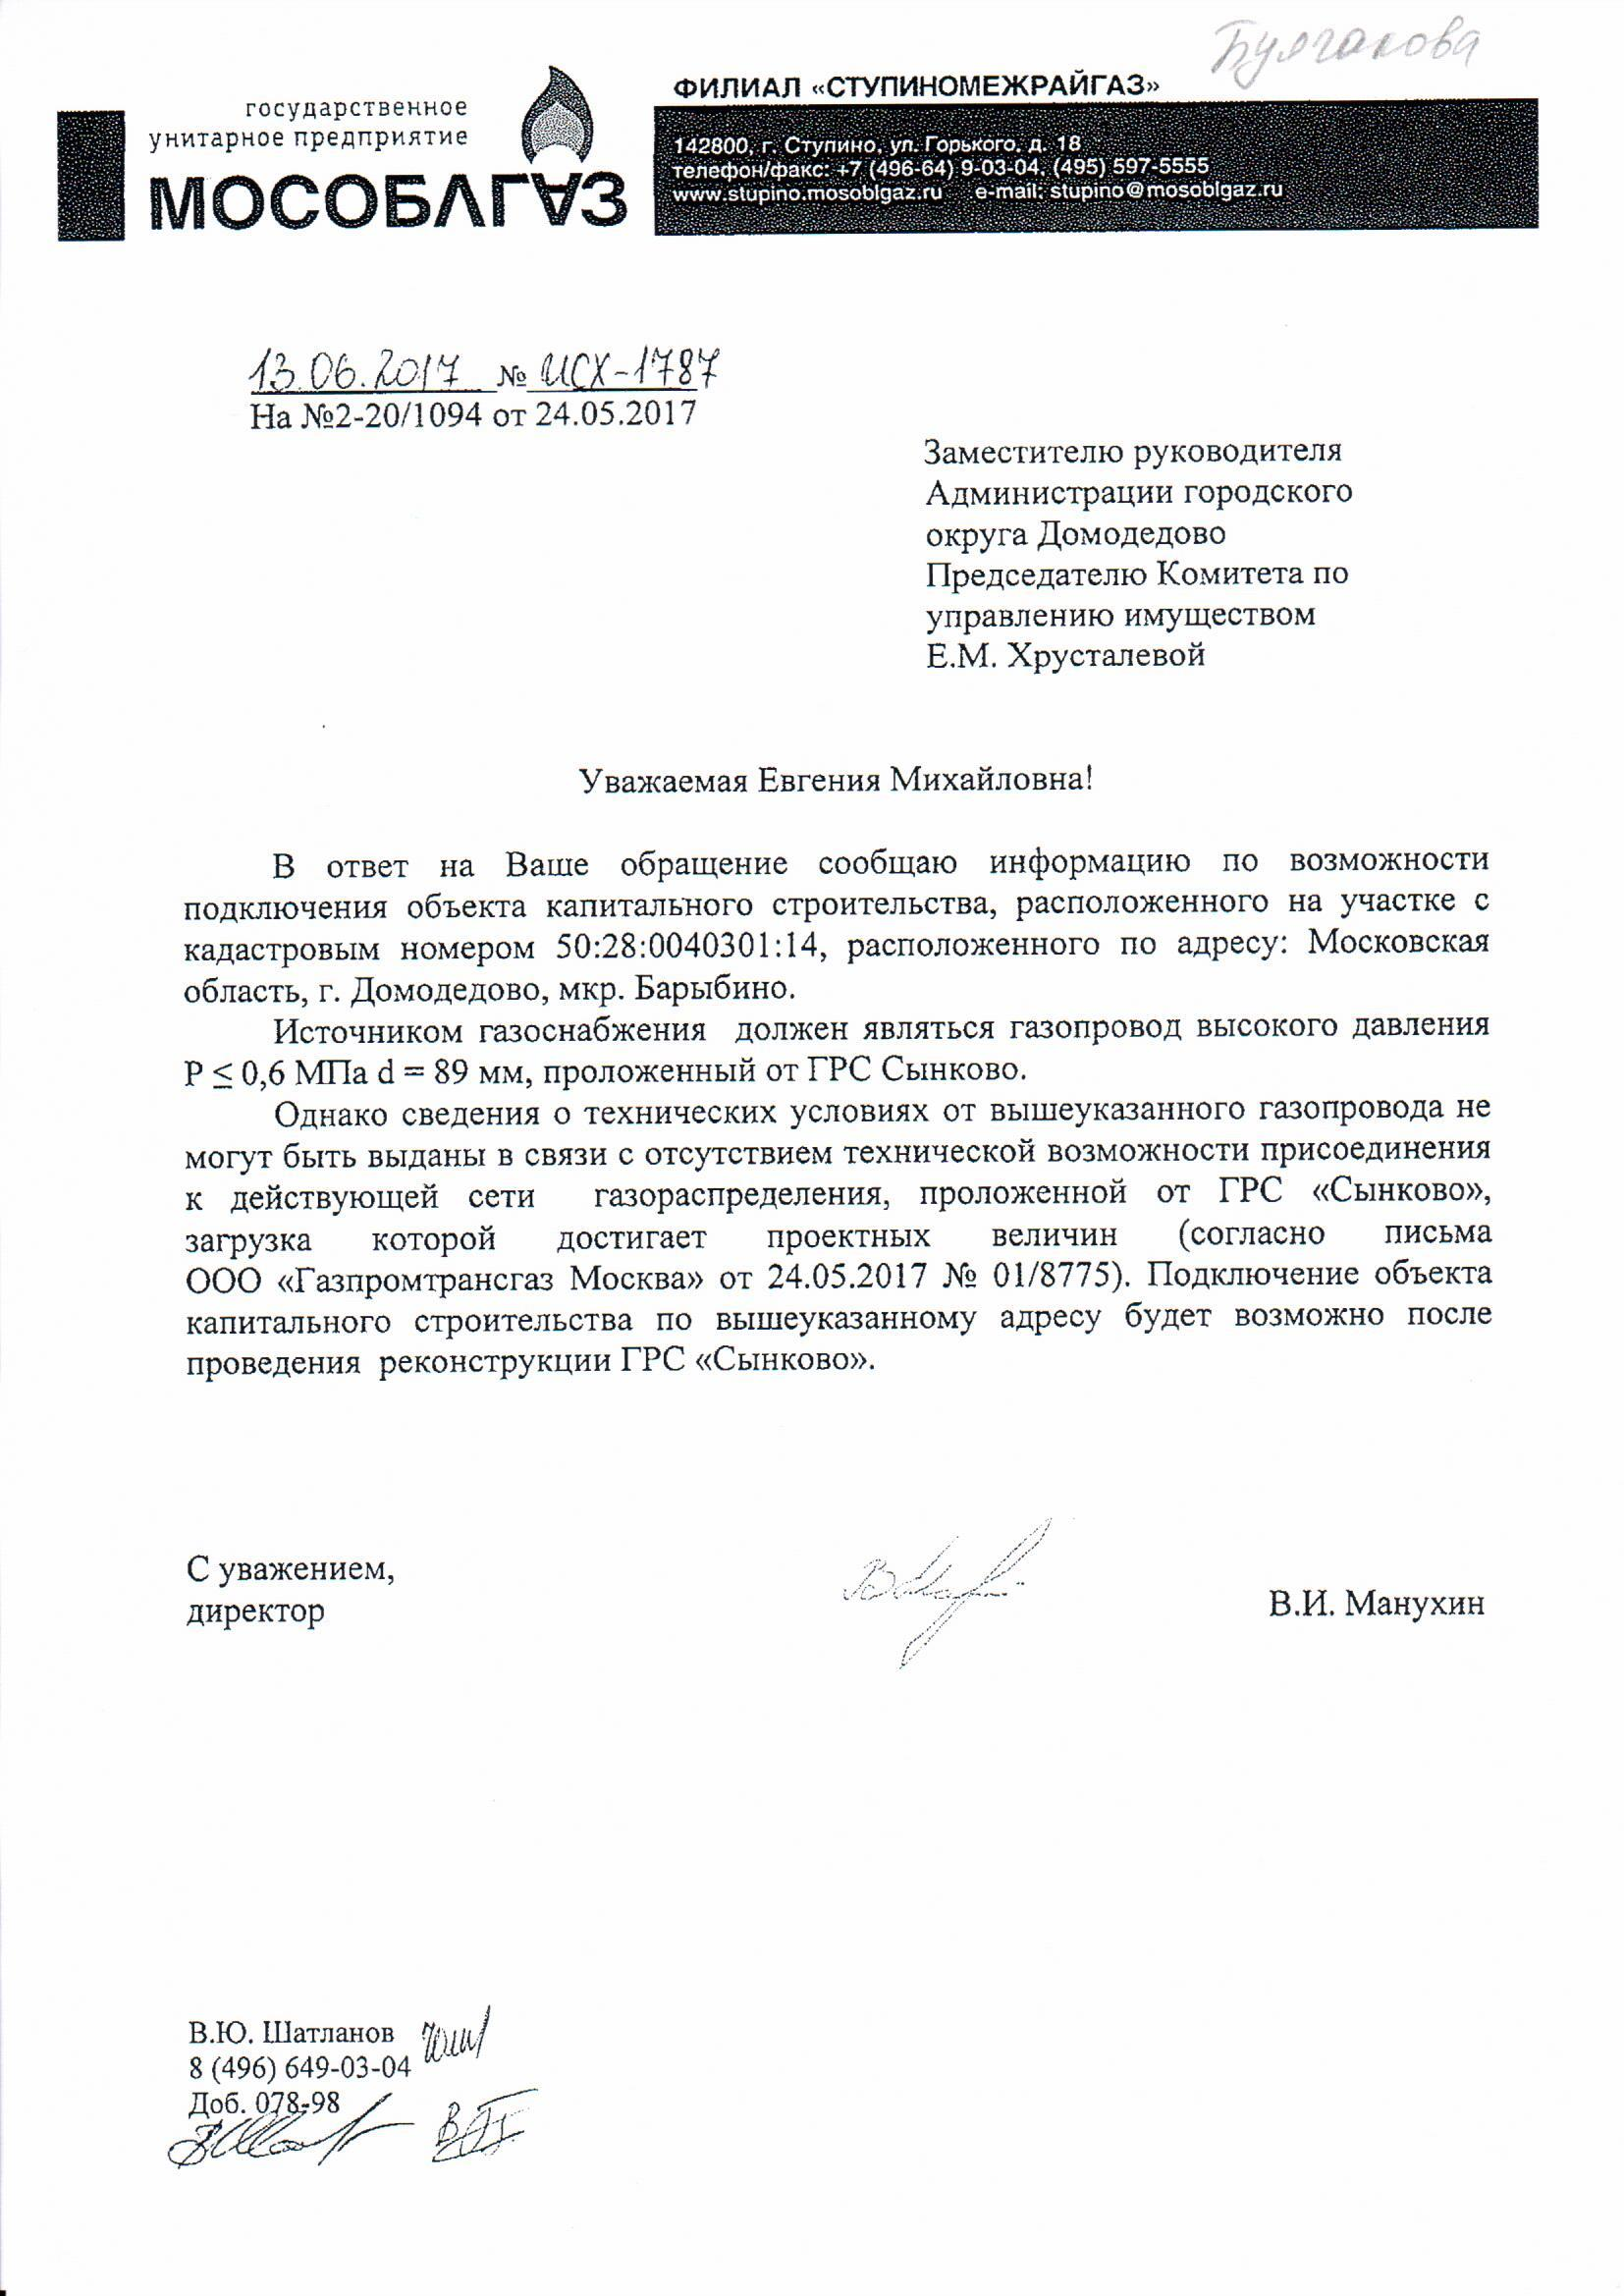 Булгакова
государственное
унитарное предприятие
МОСОБЛГАЗ
ФИЛИАЛ «СТУПИНОМЕЖРАЙГАЗ»
142800, г. Ступино, ул. Горького, д. 18
телефон/факс: +7 (496-64) 9-03-04, (495) 597-5555
www.stupino.mosoblgaz.ru e-mail: stupino@mosoblgaz.ru
13.06.2017 № ИСХ-1787
На №2-20/1094 от 24.05.2017
Заместителю руководителя
Администрации городского
округа Домодедово
Председателю Комитета по
управлению имуществом
Е.М. Хрусталевой
Уважаемая Евгения Михайловна!
В ответ на Ваше обращение сообщаю информацию по возможности
подключения объекта капитального строительства, расположенного на участке с
кадастровым номером 50:28:0040301:14, расположенного по адресу: Московская
область, г. Домодедово, мкр. Барыбино.
Источником газоснабжения должен являться газопровод высокого давления
P ≤ 0,6 МПа d = 89 мм, проложенный от ГРС Сынково.
Однако сведения о технических условиях от вышеуказанного газопровода не
могут быть выданы в связи с отсутствием технической возможности присоединения
к действующей сети газораспределения, проложенной от ГРС «Сынково»,
загрузка которой достигает проектных величин (согласно письма
ООО «Газпромтрансгаз Москва» от 24.05.2017 № 01/8775). Подключение объекта
капитального строительства по вышеуказанному адресу будет возможно после
проведения реконструкции ГРС «Сынково».
С уважением,
директор
В.И. Манухин
В.Ю. Шатланов
8 (496) 649-03-04
Доб. 078-98